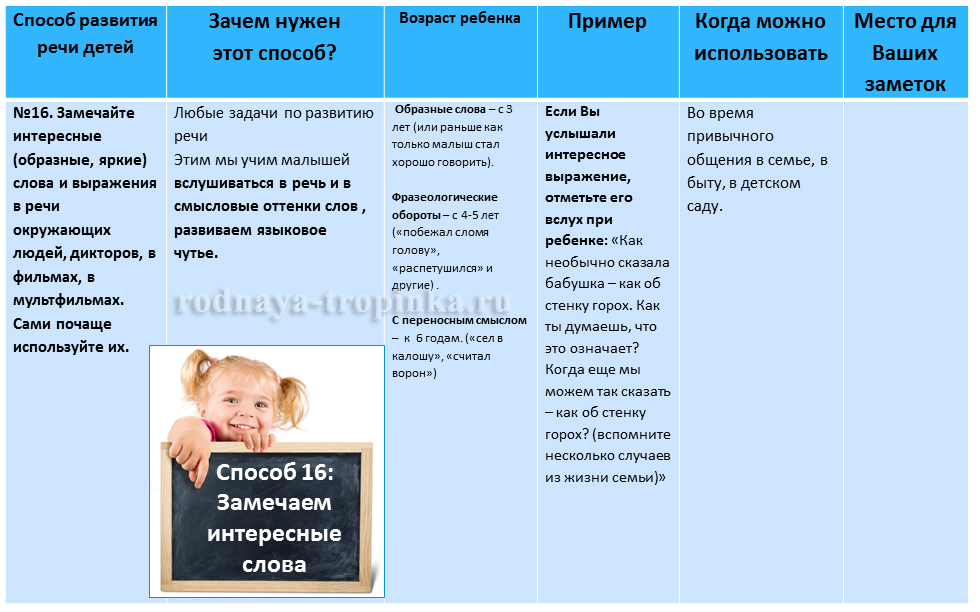 Способ развития
речи детей
Зачем нужен
этот способ?
Возраст ребенка
Пример
Когда можно
использовать
Место для
Ваших
заметок
№16. Замечайте
интересные
(образные, яркие)
слова и выражения
в речи
окружающих
людей, дикторов, в
фильмах, в
мультфильмах.
Сами почаще
используйте их.
Любые задачи по развитию
речи
Этим мы учим малышей
вслушиваться в речь и в
смысловые оттенки слов ,
развиваем языковое
чутье.
Образные слова – с 3
лет (или раньше как
только малыш стал
хорошо говорить).
Фразеологические
обороты – с 4-5 лет
(«побежал сломя
голову»,
«распетушился» и
другие) .
С переносным смыслом
– к 6 годам. («сел в
калошу», «считал
ворон»)
Если Вы
услышали
интересное
выражение,
отметьте его
вслух при
ребенке: «Как
необычно сказала
бабушка – как об
стенку горох. Как
ты думаешь, что
это означает?
Когда еще мы
можем так сказать
– как об стенку
горох? (вспомните
несколько случаев
из жизни семьи)»
Во время
привычного
общения в семье, в
быту, в детском
саду.
rodnaya-tropinka.ru
Способ 16:
Замечаем
интересные
слова